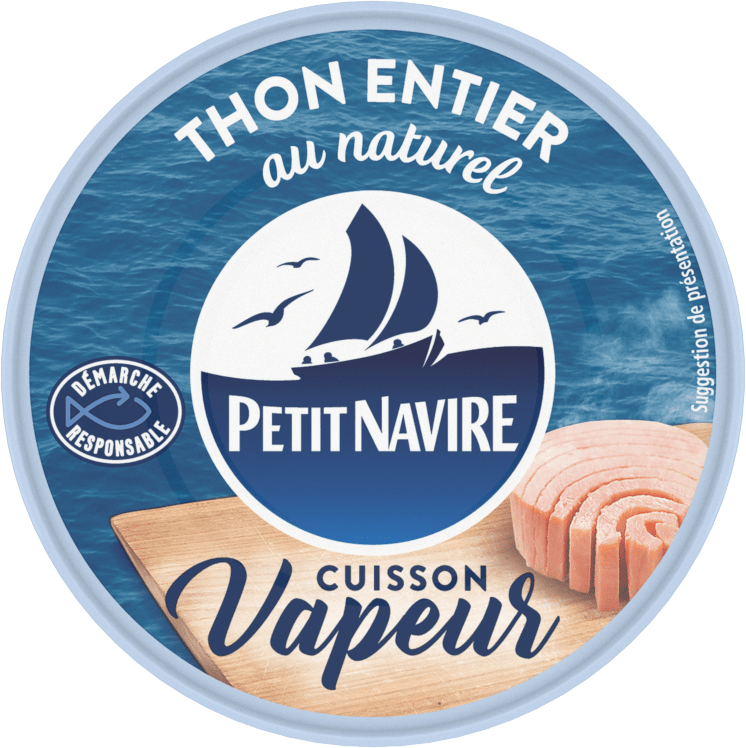 THON ENTIER
au naturel
Suggestion de présentation
DÉMARCHE
RESPONSABLE
PETIT NAVIRE
CUISSON
Vapeur